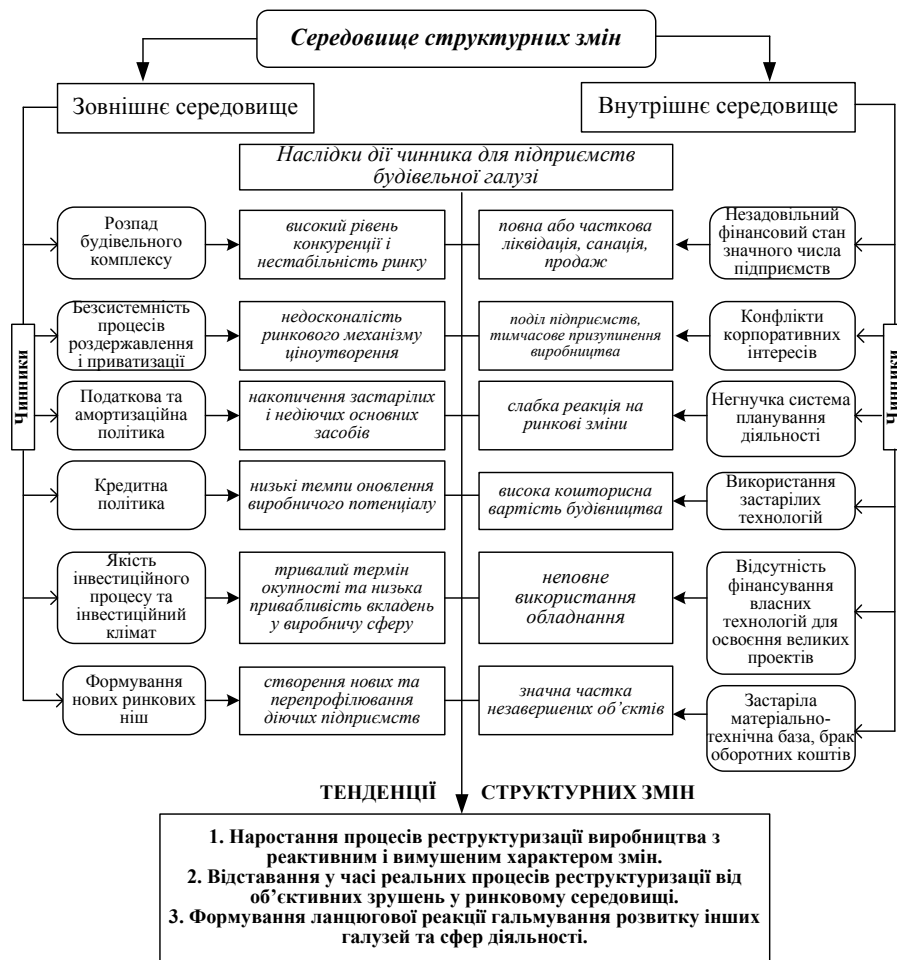 Середовище структурних змін
Зовнішнє середовище
Внутрішнє середовище
Наслідки дії чинника для підприємств
будівельної галузі
Чинники
Розпад
будівельного
комплексу
високий рівень
конкуренції і
нестабільність ринку
повна або часткова
ліквідація, санація,
продаж
Незадовільний
фінансовий стан
значного числа
підприємств
Безсистемність
процесів
роздержавлення
і приватизації
недосконалість
ринкового механізму
ціноутворення
поділ підприємств,
тимчасове призупинення
виробництва
Конфлікти
корпоративних
інтересів
Чинники
Податкова та
амортизаційна
політика
накопичення застарілих
і недіючих основних
засобів
слабка реакція на
ринкові зміни
Негнучка система
планування
діяльності
Кредитна
політика
низькі темпи оновлення
виробничого потенціалу
висока кошторисна
вартість будівництва
Використання
застарілих
технологій
Якість
інвестиційного
процесу та
інвестиційний
клімат
тривалий термін
окупності та низька
привабливість вкладень
у виробничу сферу
неповне
використання
обладнання
Відсутність
фінансування
власних
технологій для
освоєння великих
проектів
Формування
нових ринкових
ніш
створення нових та
перепрофілювання
діючих підприємств
значна частка
незавершених об’єктів
Застаріла
матеріально-
технічна база, брак
оборотних коштів
ТЕНДЕНЦІЇ СТРУКТУРНИХ ЗМІН
1. Наростання процесів реструктуризації виробництва з
реактивним і вимушеним характером змін.
2. Відставання у часі реальних процесів реструктуризації від
об’єктивних зрушень у ринковому середовищі.
3. Формування ланцюгової реакції гальмування розвитку інших
галузей та сфер діяльності.